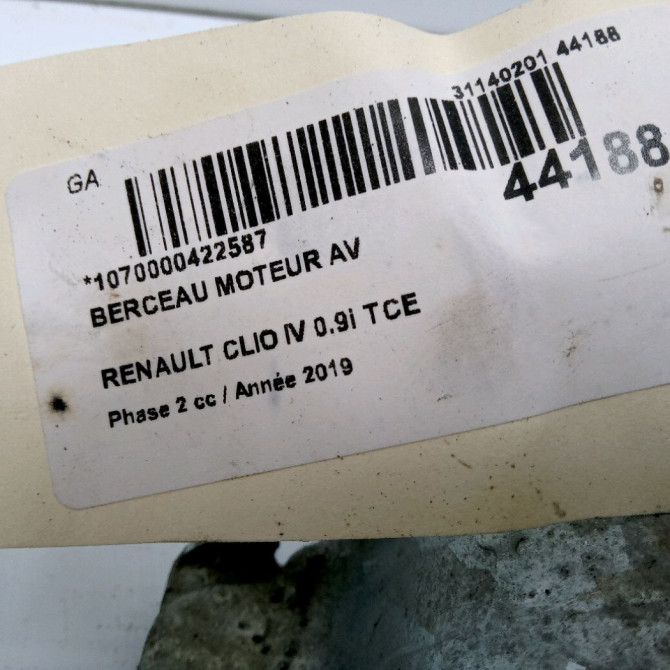 31140201 44188
GA
44188
*1070000422587
BERCEAU MOTEUR AV
RENAULT CLIO IV 0.9i TCE
Phase 2 cc / Année 2019